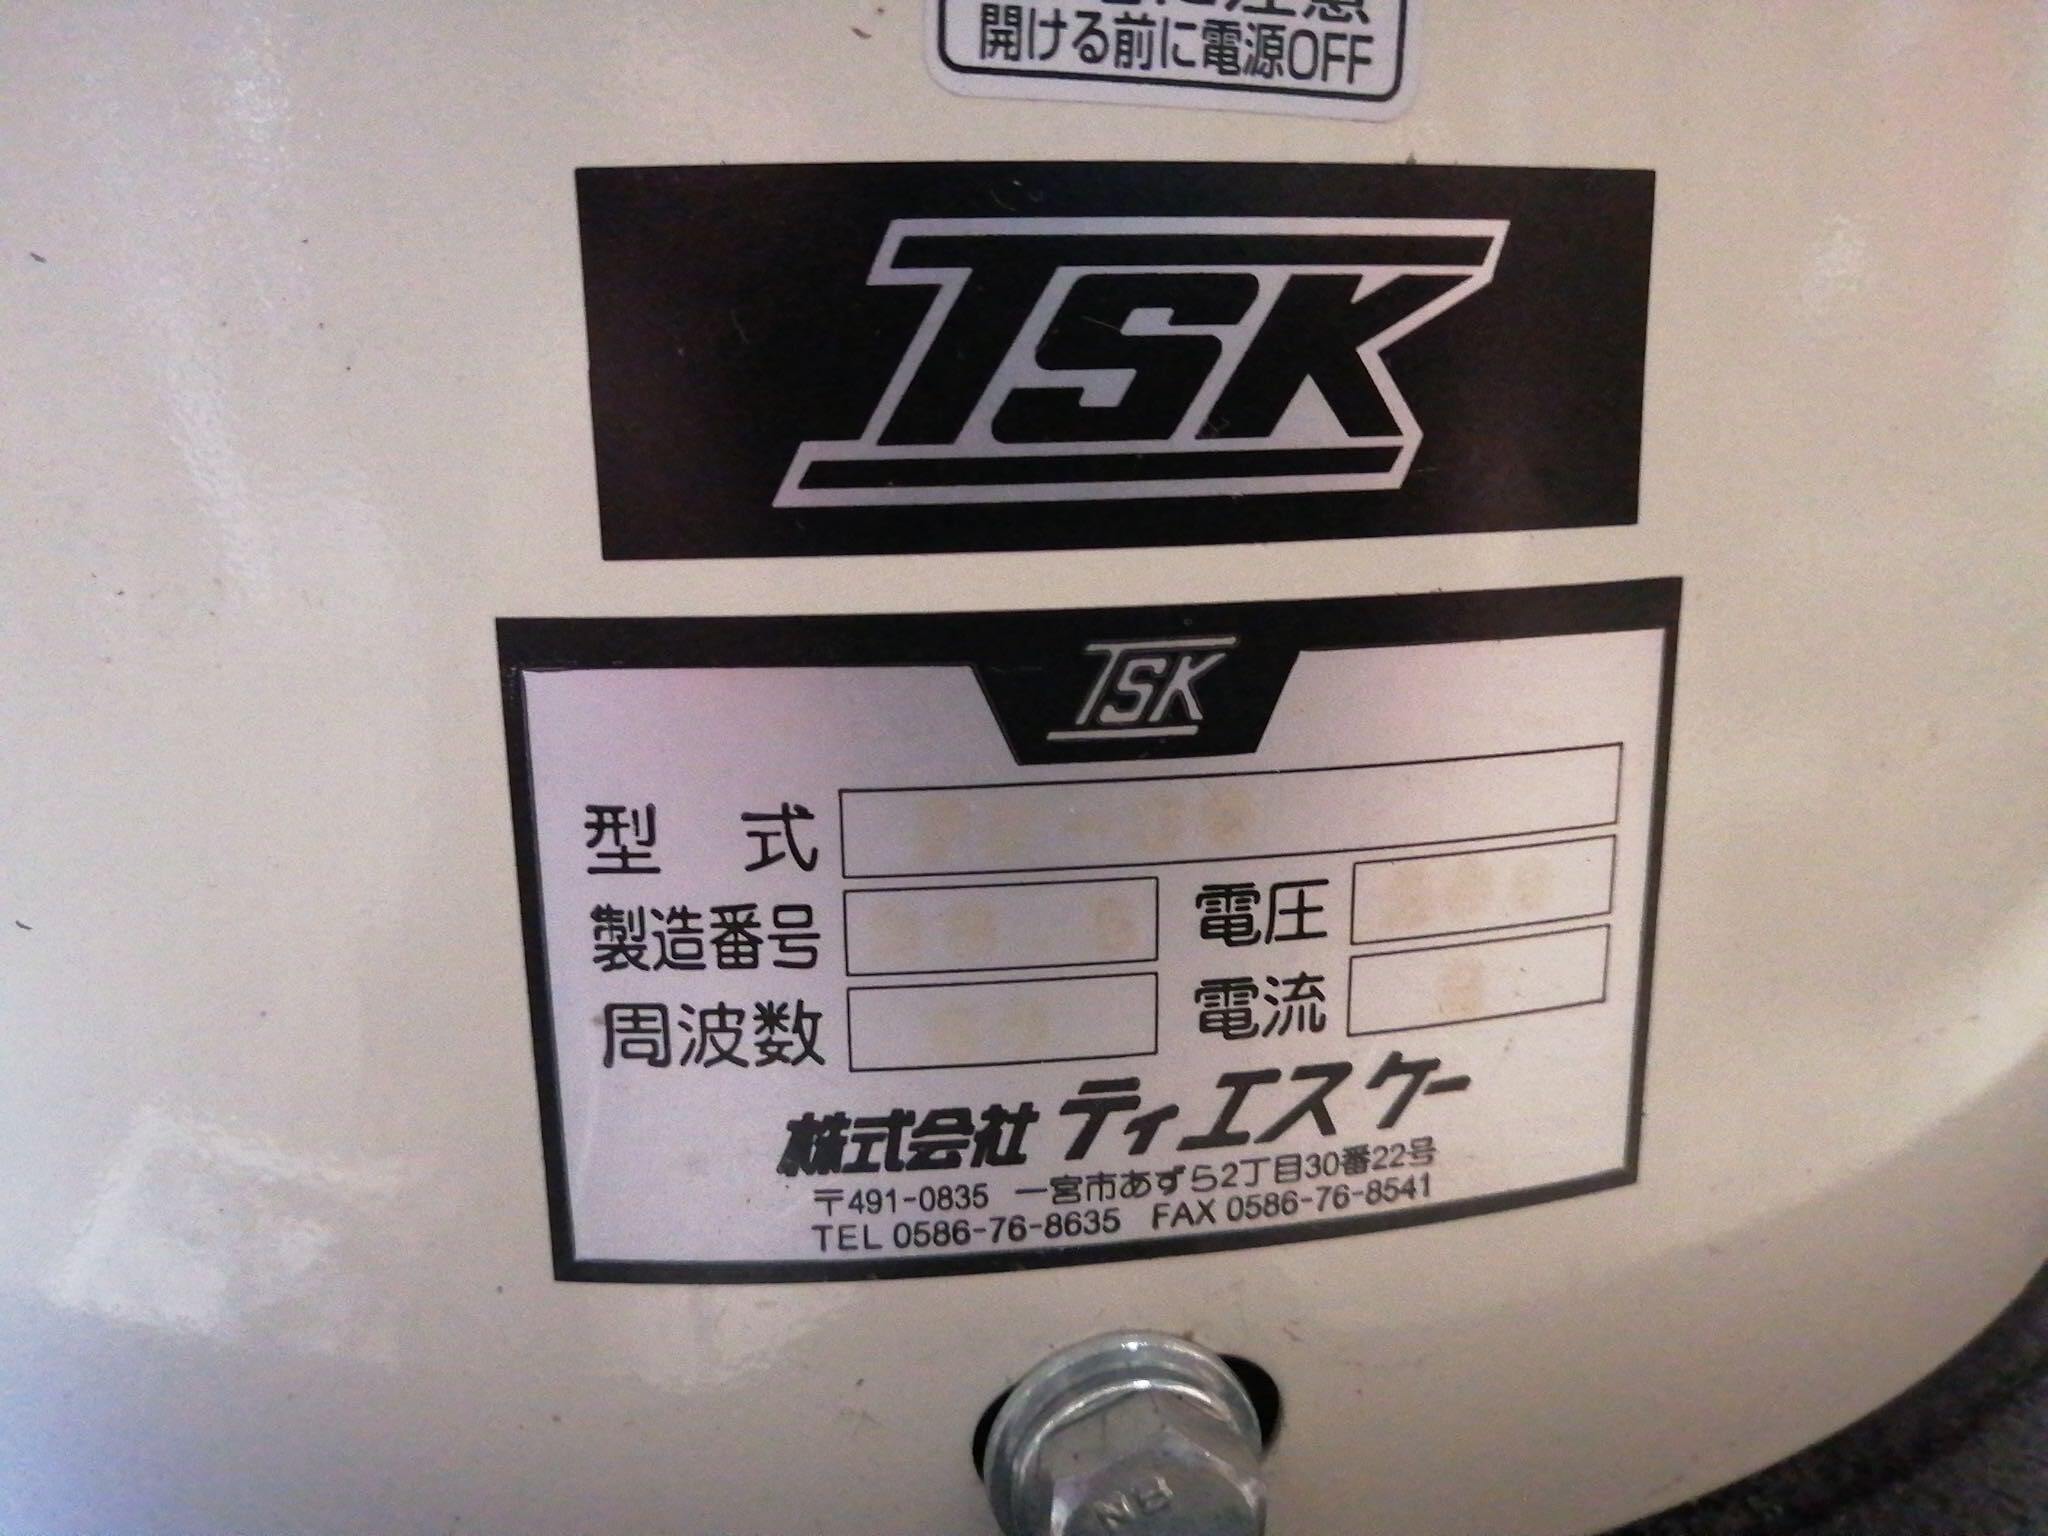 に注意
開ける前に電源OFF
TSK
TSK
型式
製造番号
電圧
周波数
電流
株式会社 ティエスケー
〒491-0835 一宮市あずら2丁目30番22号
TEL 0586-76-8635 FAX 0586-76-8541